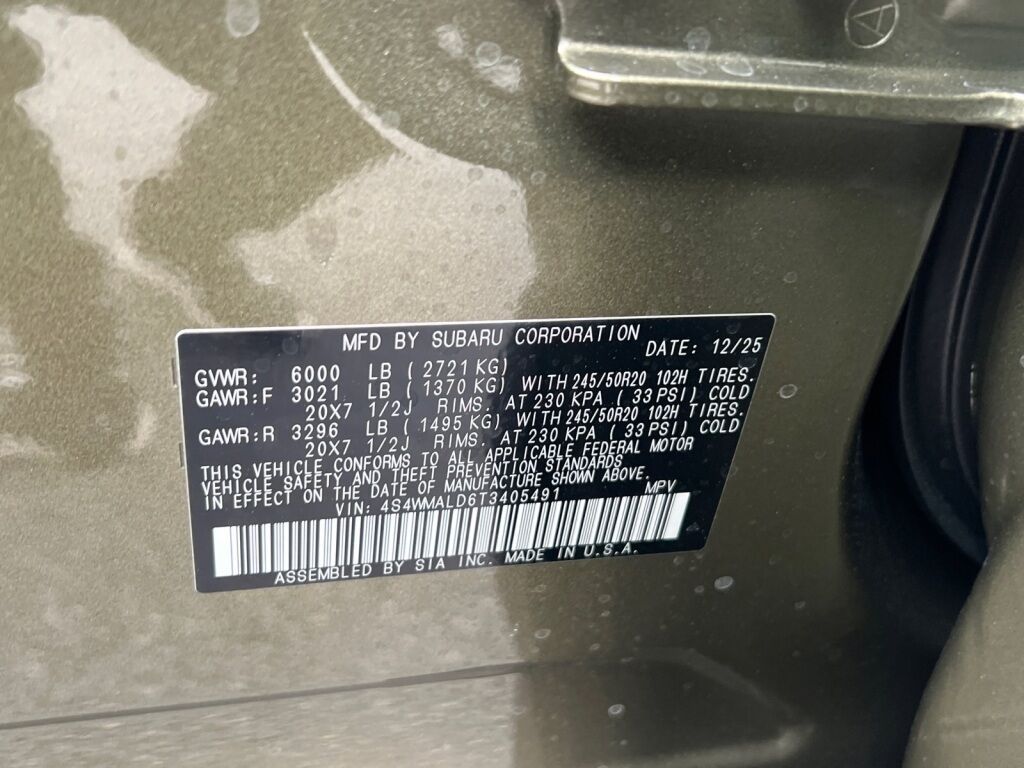 MFD BY SUBARU CORPORATION DATE: 12/25
GVWR: 6000 LB ( 2721 KG)
GAWR:F 3021 LB ( 1370 KG) WITH 245/50R20 102H TIRES.
20X7 1/2J RIMS. AT 230 KPA ( 33 PSI) COLD
GAWR:R 3296 LB ( 1495 KG) WITH 245/50R20 102H TIRES.
20X7 1/2J RIMS. AT 230 KPA ( 33 PSI) COLD
THIS VEHICLE CONFORMS TO ALL APPLICABLE FEDERAL MOTOR
VEHICLE SAFETY AND THEFT PREVENTION STANDARDS
IN EFFECT ON THE DATE OF MANUFACTURE SHOWN ABOVE.
VIN: 4S4WMALD6T3405491 MPV
ASSEMBLED BY SIA INC. MADE IN U.S.A.